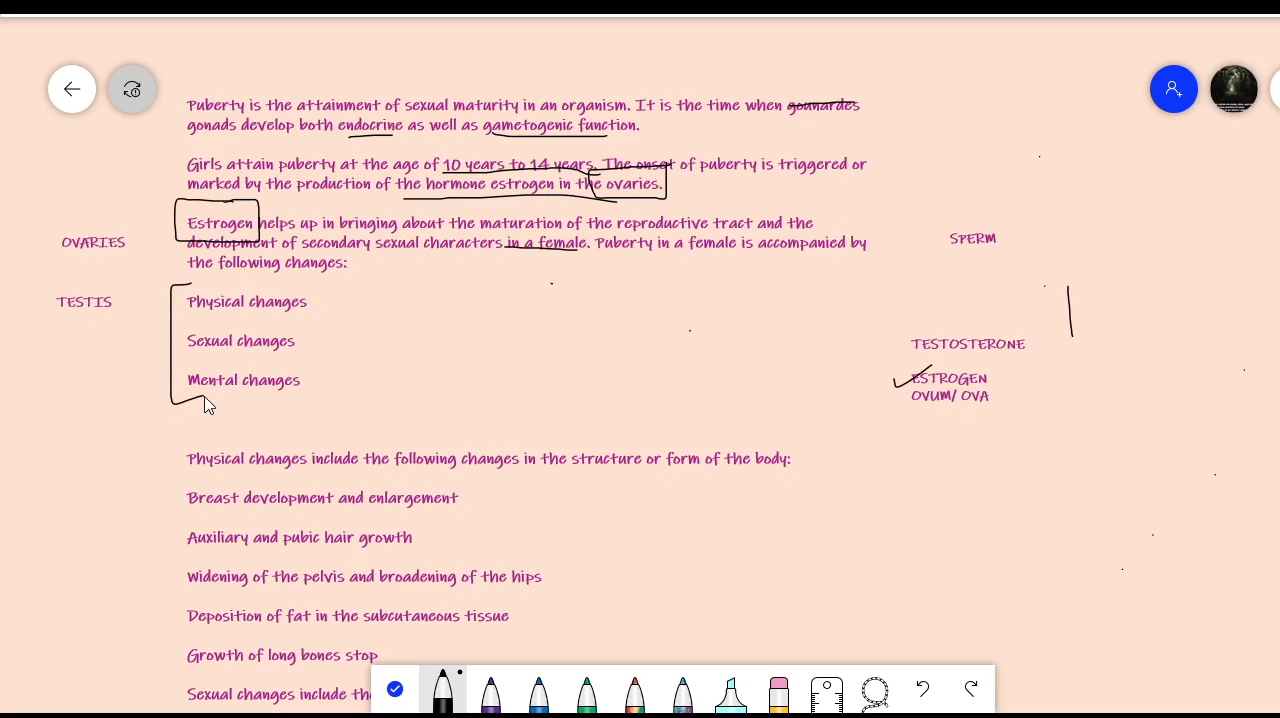 Puberty is the attainment of sexual maturity in an organism. It is the time when gounardes
gonads develop both endocrine as well as gametogenic function.
Girls attain puberty at the age of 10 years to 14 years. The onset of puberty is triggered or
marked by the production of the hormone estrogen in the ovaries.
Estrogen helps up in bringing about the maturation of the reproductive tract and the
development of secondary sexual characters in a female. Puberty in a female is accompanied by
the following changes:
OVARIES
SPERM
TESTIS
Physical changes
Sexual changes
TESTOSTERONE
Mental changes
ESTROGEN
OVUM/ OVA
Physical changes include the following changes in the structure or form of the body:
Breast development and enlargement
Auxiliary and pubic hair growth
Widening of the pelvis and broadening of the hips
Deposition of fat in the subcutaneous tissue
Growth of long bones stop
Sexual changes include